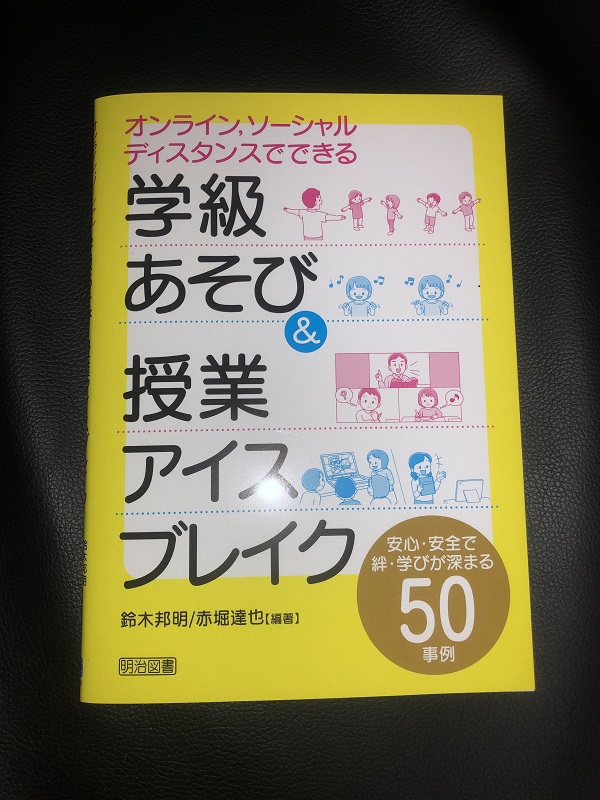 オンライン,ソーシャル
ディスタンスでできる
学級
あそび
&
授業
アイス
ブレイク
安心・安全で
絆・学びが深まる
50
事例
鈴木邦明/赤堀達也【編著】
明治図書